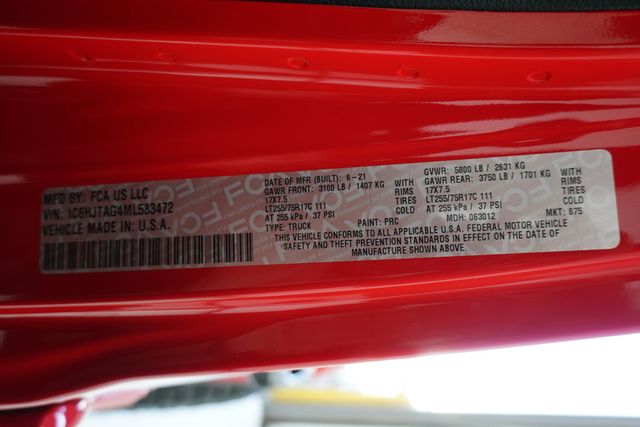 MFD BY: FCA US LLC
VIN: 1C6HJTAG4ML583472
VEHICLE MADE IN: U.S.A.
DATE OF MFR (BUILT): 6-21
GAWR FRONT: 3100 LB / 1407 KG WITH
17X7.5 RIMS
LT255/75R17C 111 TIRES
AT 255 kPa / 37 PSI COLD
TYPE: TRUCK PAINT: PRC
GVWR: 5800 LB / 2631 KG
GAWR REAR: 3750 LB / 1701 KG WITH
17X7.5 RIMS
LT255/75R17C 111 TIRES
AT 255 kPa / 37 PSI COLD
MDH: 063012 MKT: 875
THIS VEHICLE CONFORMS TO ALL APPLICABLE U.S.A. FEDERAL MOTOR VEHICLE
SAFETY AND THEFT PREVENTION STANDARDS IN EFFECT ON THE DATE OF
MANUFACTURE SHOWN ABOVE.